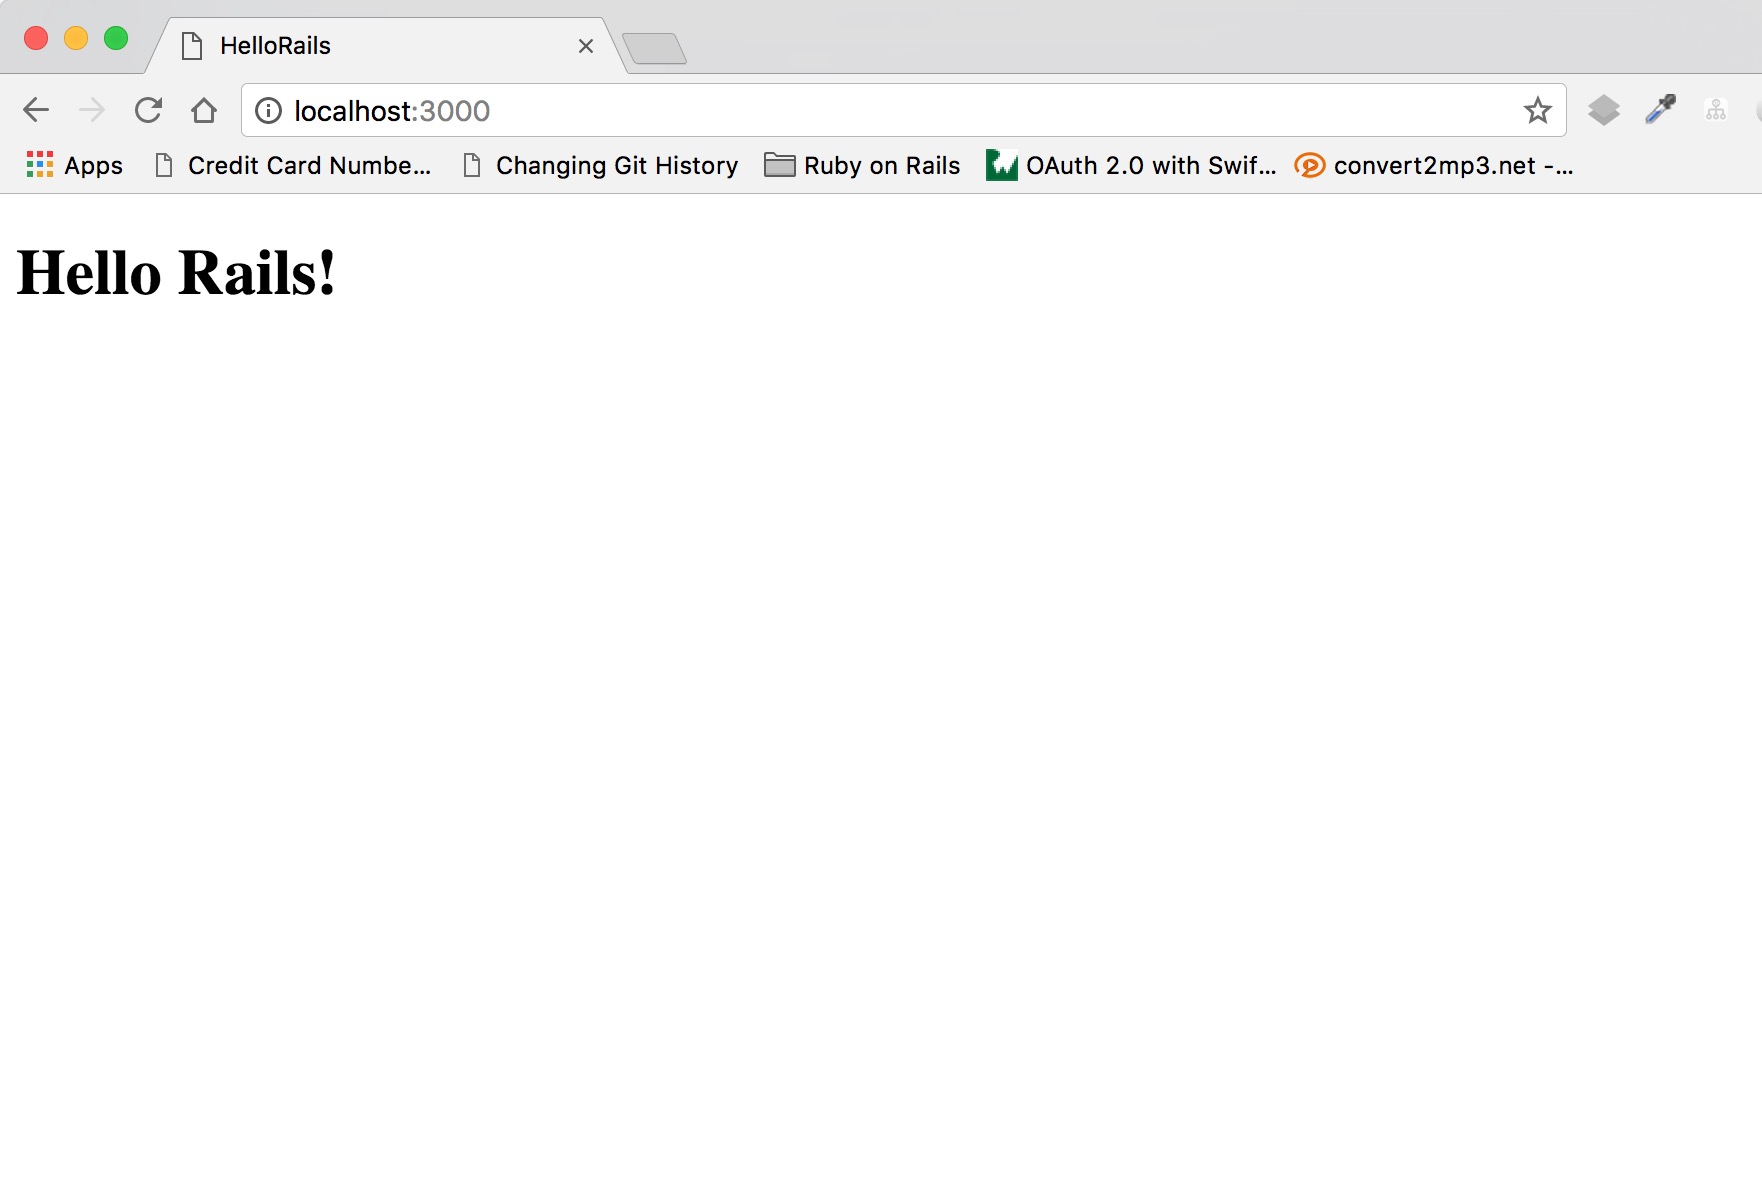 HelloRails
localhost:3000
Apps Credit Card Numbe... Changing Git History Ruby on Rails OAuth 2.0 with Swif... convert2mp3.net -...
Hello Rails!